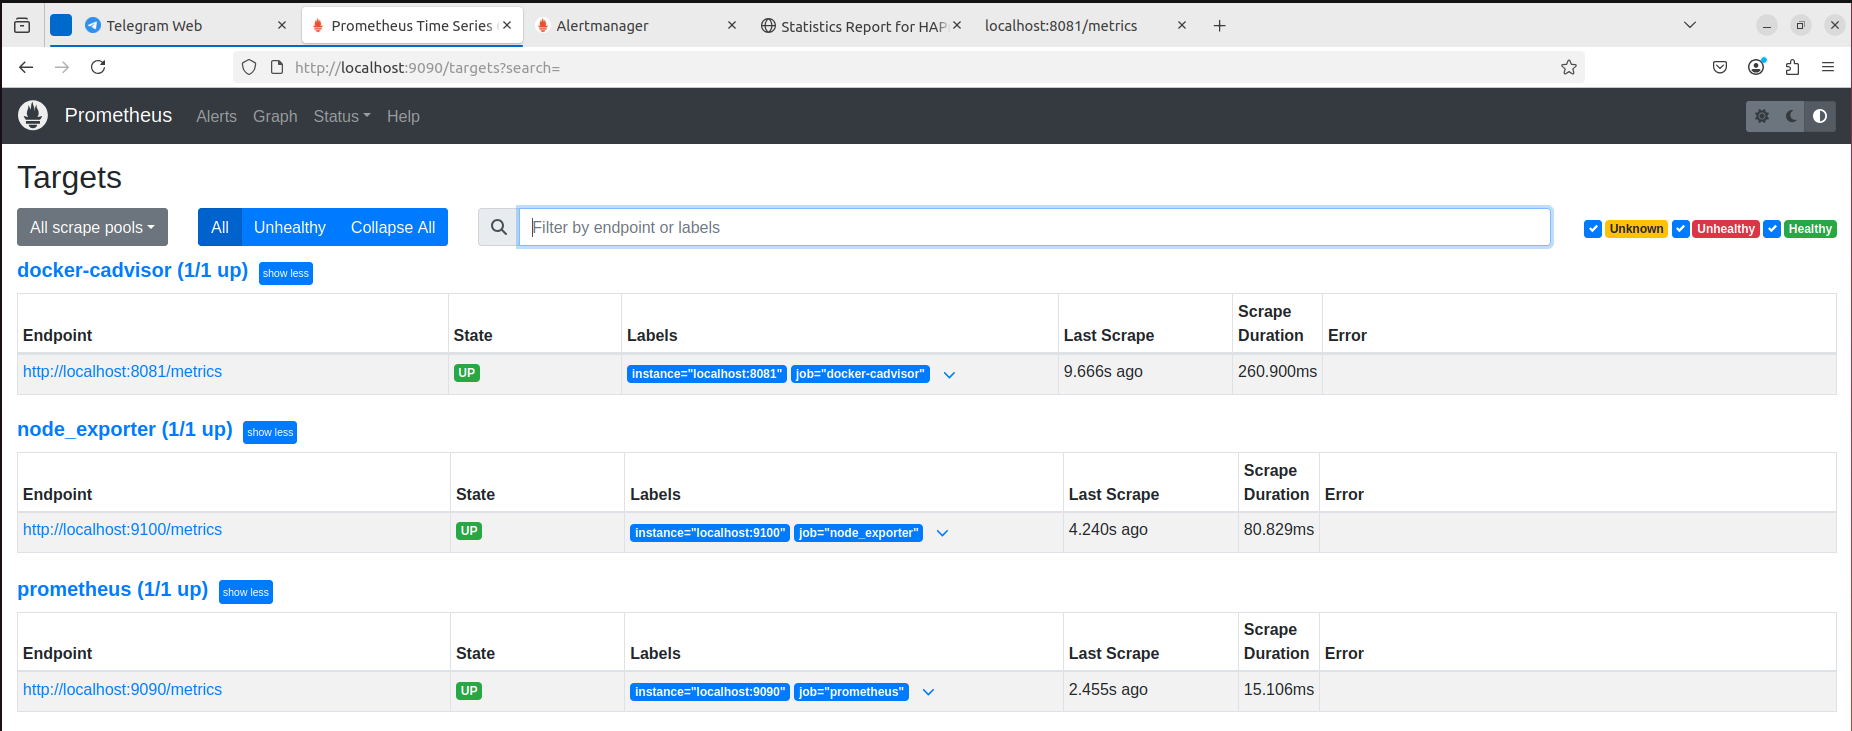 Telegram Web
Prometheus Time Series
Alertmanager
Statistics Report for HAP
localhost:8081/metrics
http://localhost:9090/targets?search=
Prometheus Alerts Graph Status Help
Targets
All scrape pools All Unhealthy Collapse All Filter by endpoint or labels Unknown Unhealthy Healthy
docker-cadvisor (1/1 up) show less
Endpoint State Labels Last Scrape Scrape Duration Error
http://localhost:8081/metrics UP instance="localhost:8081" job="docker-cadvisor" 9.666s ago 260.900ms
node_exporter (1/1 up) show less
Endpoint State Labels Last Scrape Scrape Duration Error
http://localhost:9100/metrics UP instance="localhost:9100" job="node_exporter" 4.240s ago 80.829ms
prometheus (1/1 up) show less
Endpoint State Labels Last Scrape Scrape Duration Error
http://localhost:9090/metrics UP instance="localhost:9090" job="prometheus" 2.455s ago 15.106ms